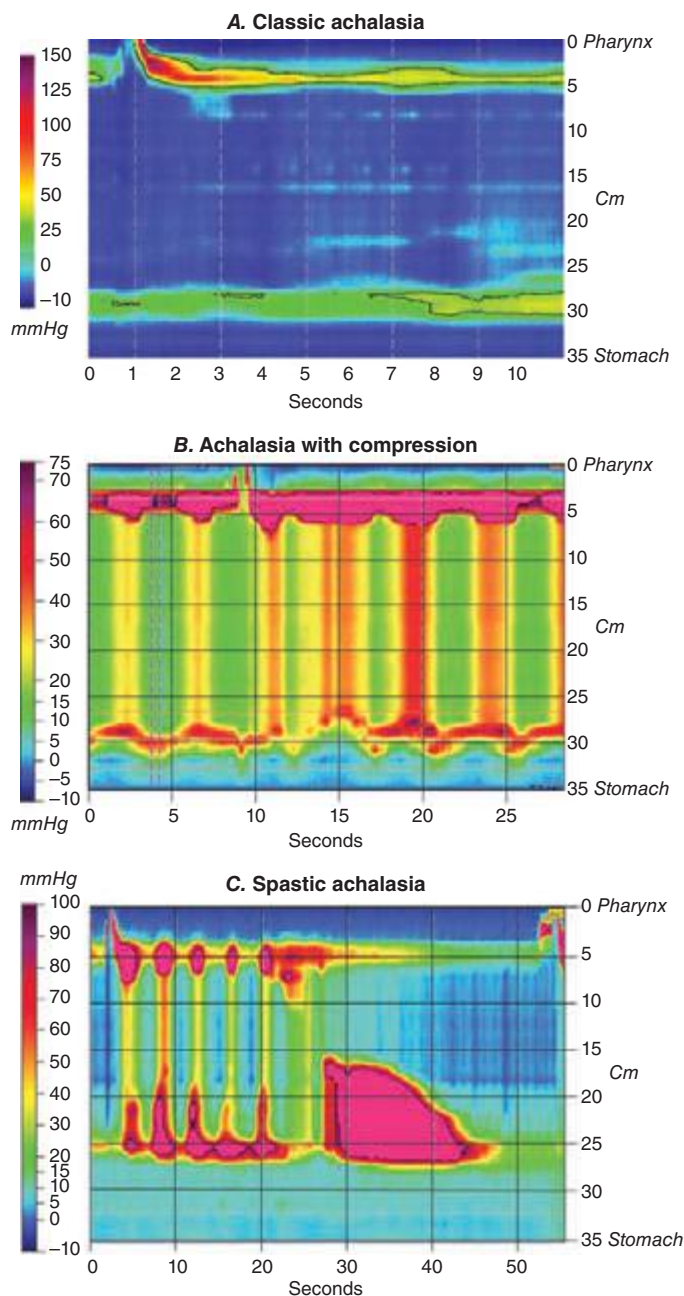 A. Classic achalasia
150
125
100
75
50
25
0
–10
mmHg
0 Pharynx
5
10
15
Cm
20
25
30
35 Stomach
0 1 2 3 4 5 6 7 8 9 10
Seconds
B. Achalasia with compression
75
70
60
50
40
30
20
15
10
5
0
–5
–10
mmHg
0 Pharynx
5
10
15
Cm
20
25
30
35 Stomach
0 5 10 15 20 25
Seconds
C. Spastic achalasia
mmHg
100
90
80
70
60
50
40
30
20
15
10
5
0
–10
0 Pharynx
5
10
15
Cm
20
25
30
35 Stomach
0 10 20 30 40 50
Seconds